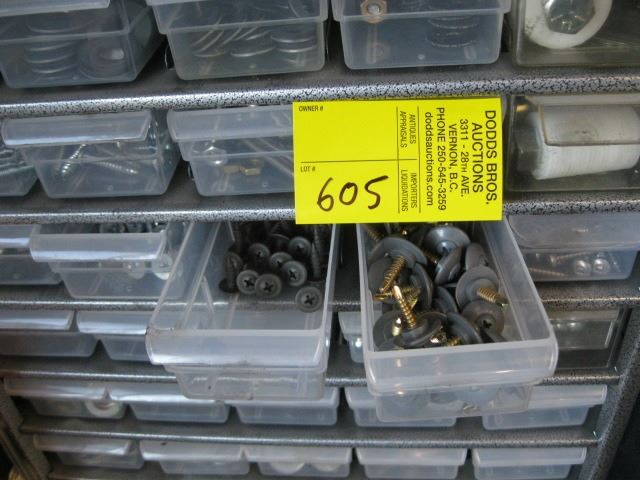 OWNER #
LOT #
605
ANTIQUES
APPRAISALS
IMPORTERS
LIQUIDATIONS
DODDS BROS.
AUCTIONS
3311 - 28TH AVE.
VERNON, B.C.
PHONE 250-545-3259
doddsauctions.com